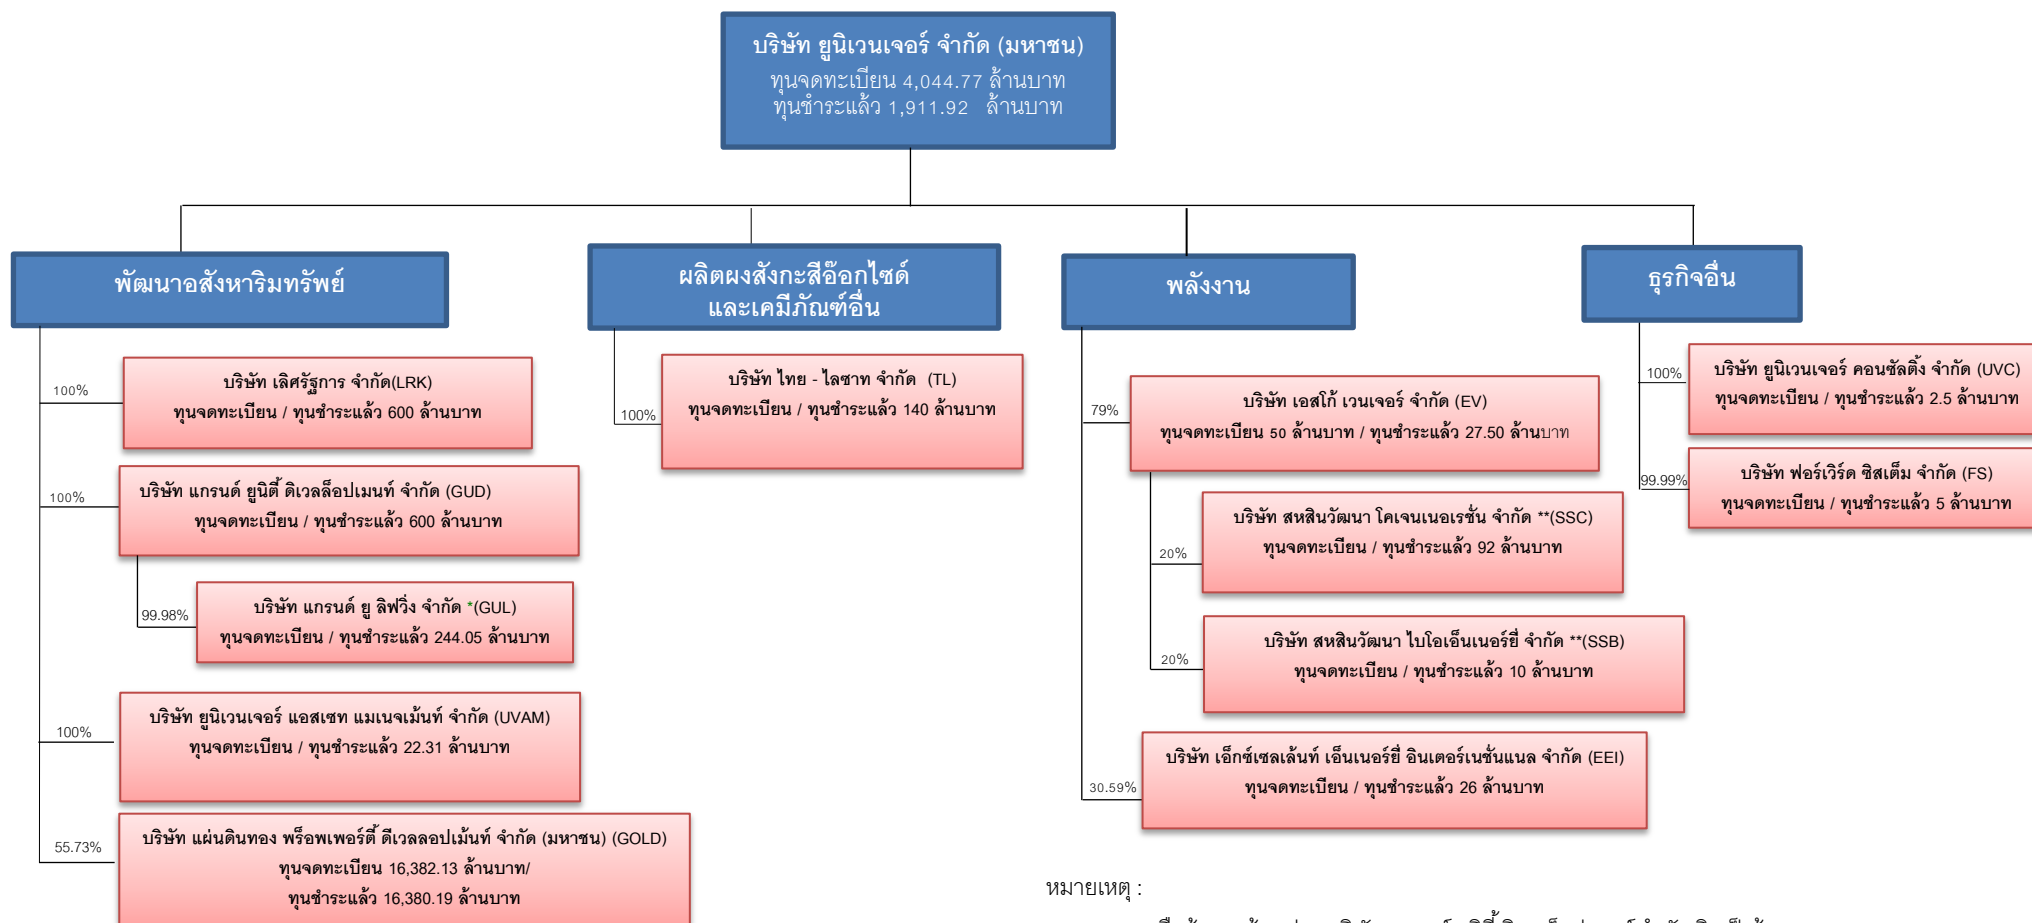 บริษัท ยูนิเวนเจอร์ จำกัด (มหาชน)
ทุนจดทะเบียน 4,044.77 ล้านบาท
ทุนชำระแล้ว 1,911.92 ล้านบาท
พัฒนาอสังหาริมทรัพย์
100%
บริษัท เลิศรัฐการ จำกัด(LRK)
ทุนจดทะเบียน / ทุนชำระแล้ว 600 ล้านบาท
100%
บริษัท แกรนด์ ยูนิตี้ ดิเวลล็อปเมนท์ จำกัด (GUD)
ทุนจดทะเบียน / ทุนชำระแล้ว 600 ล้านบาท
99.98%
บริษัท แกรนด์ ยู ลิฟวิ่ง จำกัด *(GUL)
ทุนจดทะเบียน / ทุนชำระแล้ว 244.05 ล้านบาท
100%
บริษัท ยูนิเวนเจอร์ แอสเซท แมเนจเม้นท์ จำกัด (UVAM)
ทุนจดทะเบียน / ทุนชำระแล้ว 22.31 ล้านบาท
55.73%
บริษัท แผ่นดินทอง พร็อพเพอร์ตี้ ดีเวลลอปเม้นท์ จำกัด (มหาชน) (GOLD)
ทุนจดทะเบียน 16,382.13 ล้านบาท/
ทุนชำระแล้ว 16,380.19 ล้านบาท
ผลิตผงสังกะสีอ๊อกไซด์
และเคมีภัณฑ์อื่น
100%
บริษัท ไทย - ไลซาท จำกัด (TL)
ทุนจดทะเบียน / ทุนชำระแล้ว 140 ล้านบาท
พลังงาน
79%
บริษัท เอสโก้ เวนเจอร์ จำกัด (EV)
ทุนจดทะเบียน 50 ล้านบาท / ทุนชำระแล้ว 27.50 ล้านบาท
20%
บริษัท สหสินวัฒนา โคเจนเนอเรชั่น จำกัด **(SSC)
ทุนจดทะเบียน / ทุนชำระแล้ว 92 ล้านบาท
20%
บริษัท สหสินวัฒนา ไบโอเอ็นเนอร์ยี่ จำกัด **(SSB)
ทุนจดทะเบียน / ทุนชำระแล้ว 10 ล้านบาท
30.59%
บริษัท เอ็กซ์เซลเล้นท์ เอ็นเนอร์ยี่ อินเตอร์เนชั่นแนล จำกัด (EEI)
ทุนจดทะเบียน / ทุนชำระแล้ว 26 ล้านบาท
ธุรกิจอื่น
100%
บริษัท ยูนิเวนเจอร์ คอนซัลติ้ง จำกัด (UVC)
ทุนจดทะเบียน / ทุนชำระแล้ว 2.5 ล้านบาท
99.99%
บริษัท ฟอร์เวิร์ด ซิสเต็ม จำกัด (FS)
ทุนจดทะเบียน / ทุนชำระแล้ว 5 ล้านบาท
หมายเหตุ :